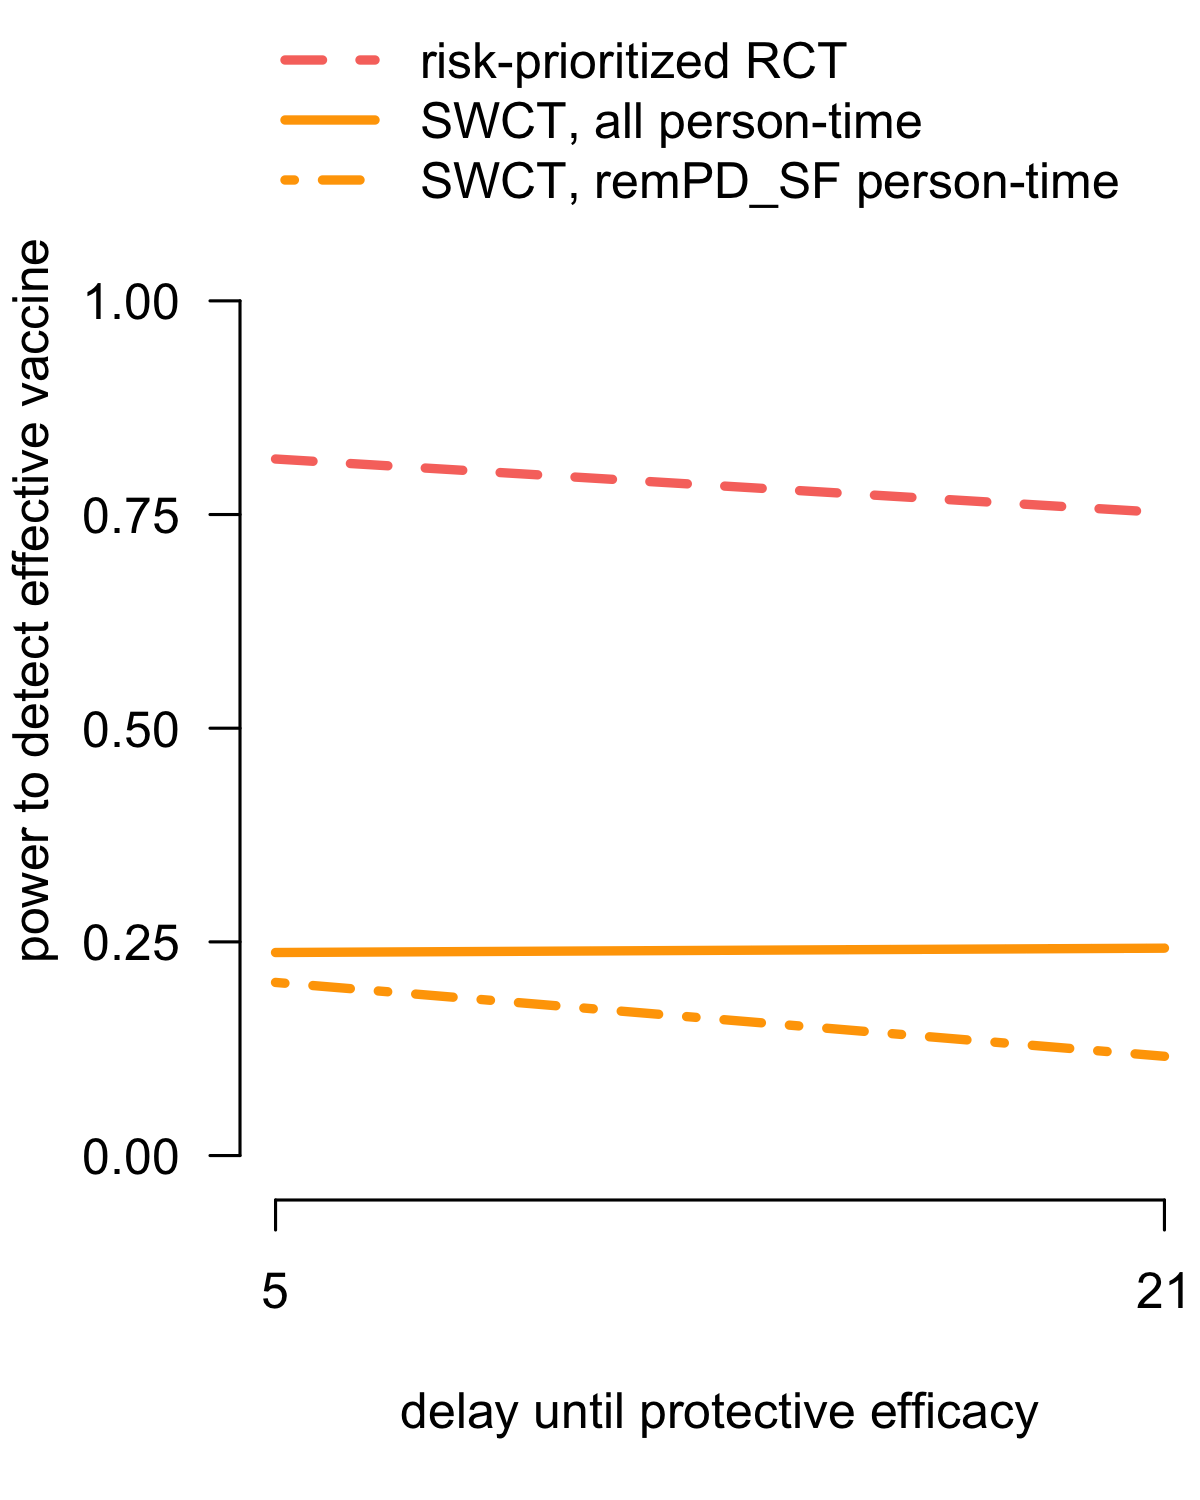 risk-prioritized RCT
SWCT, all person-time
SWCT, remPD_SF person-time
power to detect effective vaccine
1.00
0.75
0.50
0.25
0.00
5
21
delay until protective efficacy